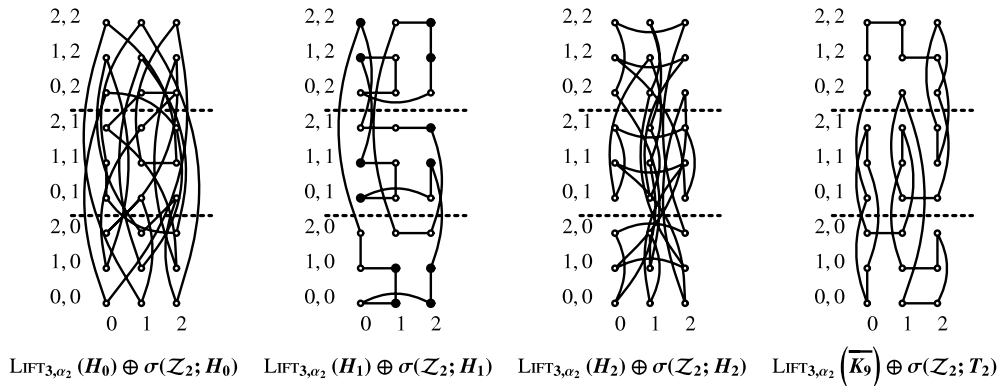 2, 2 2, 2 2, 2 2, 2
1, 2 1, 2 1, 2 1, 2
0, 2 0, 2 0, 2 0, 2
2, 1 2, 1 2, 1 2, 1
1, 1 1, 1 1, 1 1, 1
0, 1 0, 1 0, 1 0, 1
2, 0 2, 0 2, 0 2, 0
1, 0 1, 0 1, 0 1, 0
0, 0 0, 0 0, 0 0, 0
0 1 2 0 1 2 0 1 2 0 1 2
LIFT₃,α₂ (H₀) ⊕ σ(𝒵₂; H₀) LIFT₃,α₂ (H₁) ⊕ σ(𝒵₂; H₁) LIFT₃,α₂ (H₂) ⊕ σ(𝒵₂; H₂) LIFT₃,α₂ (K̅₉) ⊕ σ(𝒵₂; T₂)